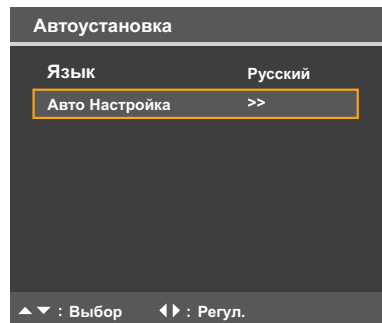 Автоустановка
Язык Русский
Авто Настройка >>
▲▼ : Выбор ◀▶ : Регул.